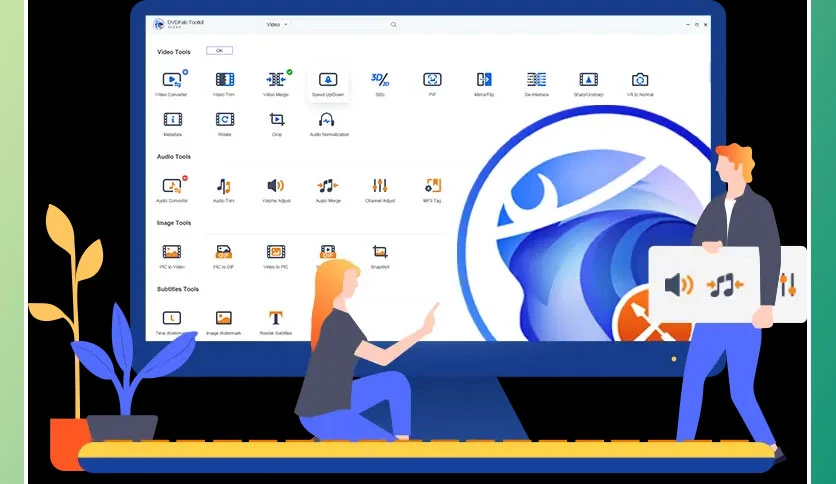 DVDFab Toolkit
Video
Video Tools
OK
Video Converter Video Trim Video Merge Speed Up/Down 3D/2D PIP Mirror/Flip De-interlace Sharp/Unsharp VR to Normal
Metadata Rotate Crop Audio Normalization
Audio Tools
Audio Converter Audio Trim Volume Adjust Audio Merge Channel Adjust MP3 Tag
Image Tools
PIC to Video PIC to GIF Video to PIC Snapshot
Subtitles Tools
Image Watermark Render Subtitles